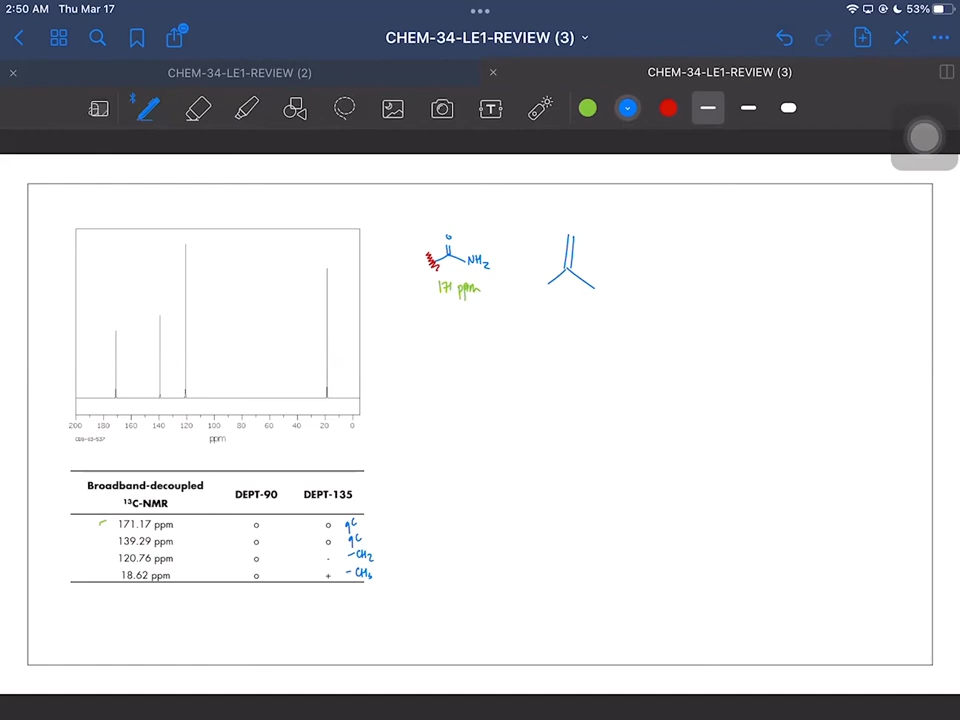 2:50 AM Thu Mar 17
53%
CHEM-34-LE1-REVIEW (3)
CHEM-34-LE1-REVIEW (2)
CHEM-34-LE1-REVIEW (3)
O
NH2
171 ppm
200 180 160 140 120 100 80 60 40 20 0
ppm
Broadband-decoupled 13C-NMR DEPT-90 DEPT-135
171.17 ppm o o qC
139.29 ppm o o qC
120.76 ppm o - -CH2
18.62 ppm o + -CH3